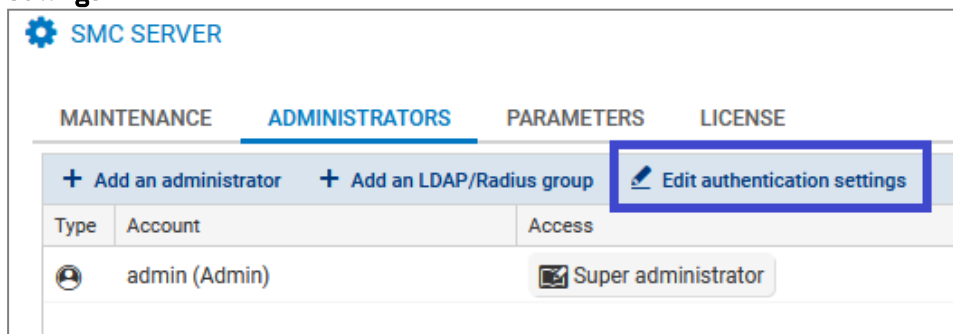 SMC SERVER
MAINTENANCE ADMINISTRATORS PARAMETERS LICENSE
+ Add an administrator + Add an LDAP/Radius group Edit authentication settings
Type Account Access
admin (Admin) Super administrator